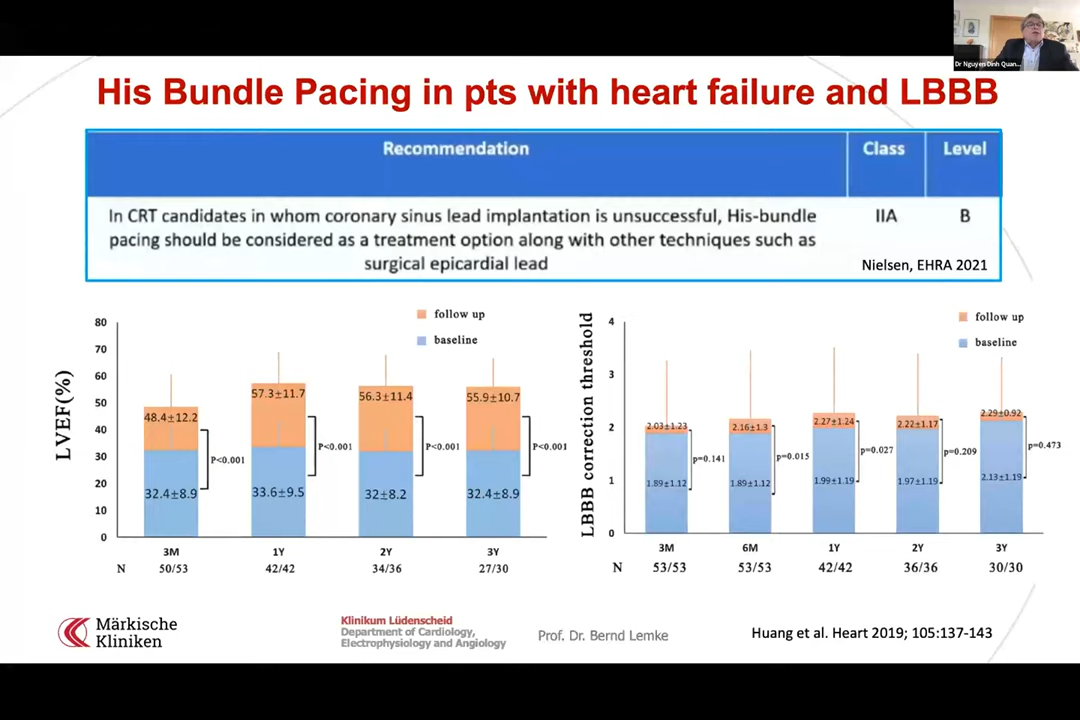 Dr Nguyen Dinh Quan...
His Bundle Pacing in pts with heart failure and LBBB
Recommendation Class Level
In CRT candidates in whom coronary sinus lead implantation is unsuccessful, His-bundle IIA B
pacing should be considered as a treatment option along with other techniques such as
surgical epicardial lead
Nielsen, EHRA 2021
LVEF(%)
follow up
baseline
80
70
60
50
40
30
20
10
0
48.4±12.2
57.3±11.7
56.3±11.4
55.9±10.7
P<0.001
P<0.001
P<0.001
P<0.001
32.4±8.9
33.6±9.5
32±8.2
32.4±8.9
3M 1Y 2Y 3Y
N 50/53 42/42 34/36 27/30
LBBB correction threshold
follow up
baseline
4
3
2
1
0
2.03±1.23
2.16±1.3
2.27±1.24
2.22±1.17
2.29±0.92
p=0.141
p=0.015
p=0.027
p=0.209
p=0.473
1.89±1.12
1.89±1.12
1.99±1.19
1.97±1.19
2.13±1.19
3M 6M 1Y 2Y 3Y
N 53/53 53/53 42/42 36/36 30/30
Märkische
Kliniken
Klinikum Lüdenscheid
Department of Cardiology,
Electrophysiology and Angiology
Prof. Dr. Bernd Lemke
Huang et al. Heart 2019; 105:137-143